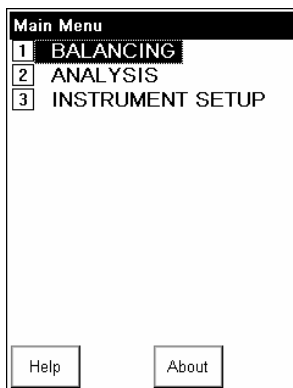 Main Menu
1 BALANCING
2 ANALYSIS
3 INSTRUMENT SETUP
Help About